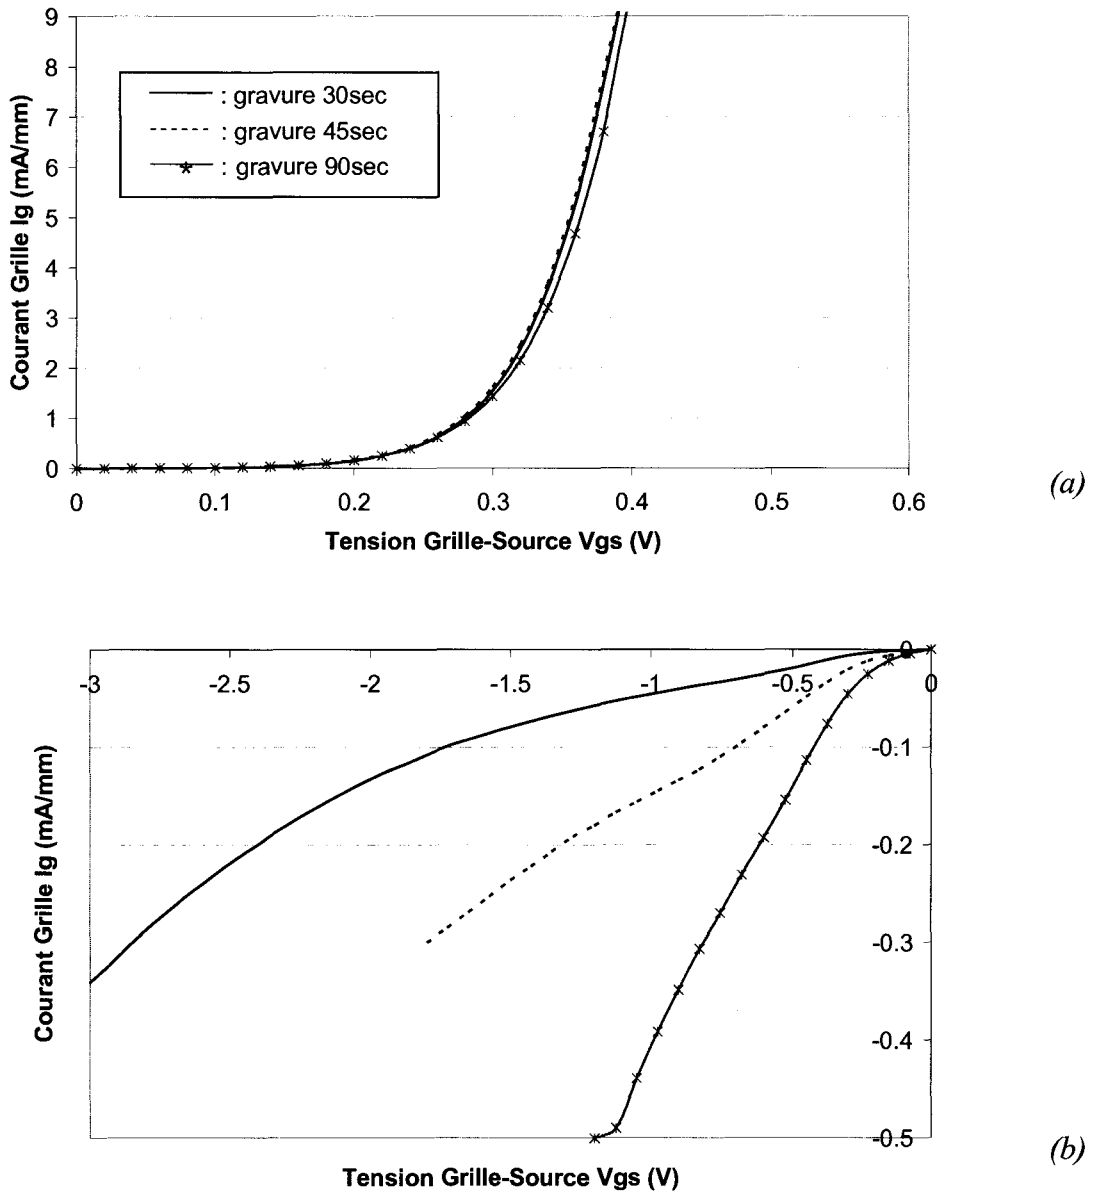 9
8
7
6
5
4
3
2
1
0
Courant Grille Ig (mA/mm)
: gravure 30sec
: gravure 45sec
: gravure 90sec
0 0.1 0.2 0.3 0.4 0.5 0.6
Tension Grille-Source Vgs (V)
(a)
-3 -2.5 -2 -1.5 -1 -0.5 0
0
-0.1
-0.2
-0.3
-0.4
-0.5
Courant Grille Ig (mA/mm)
Tension Grille-Source Vgs (V)
(b)